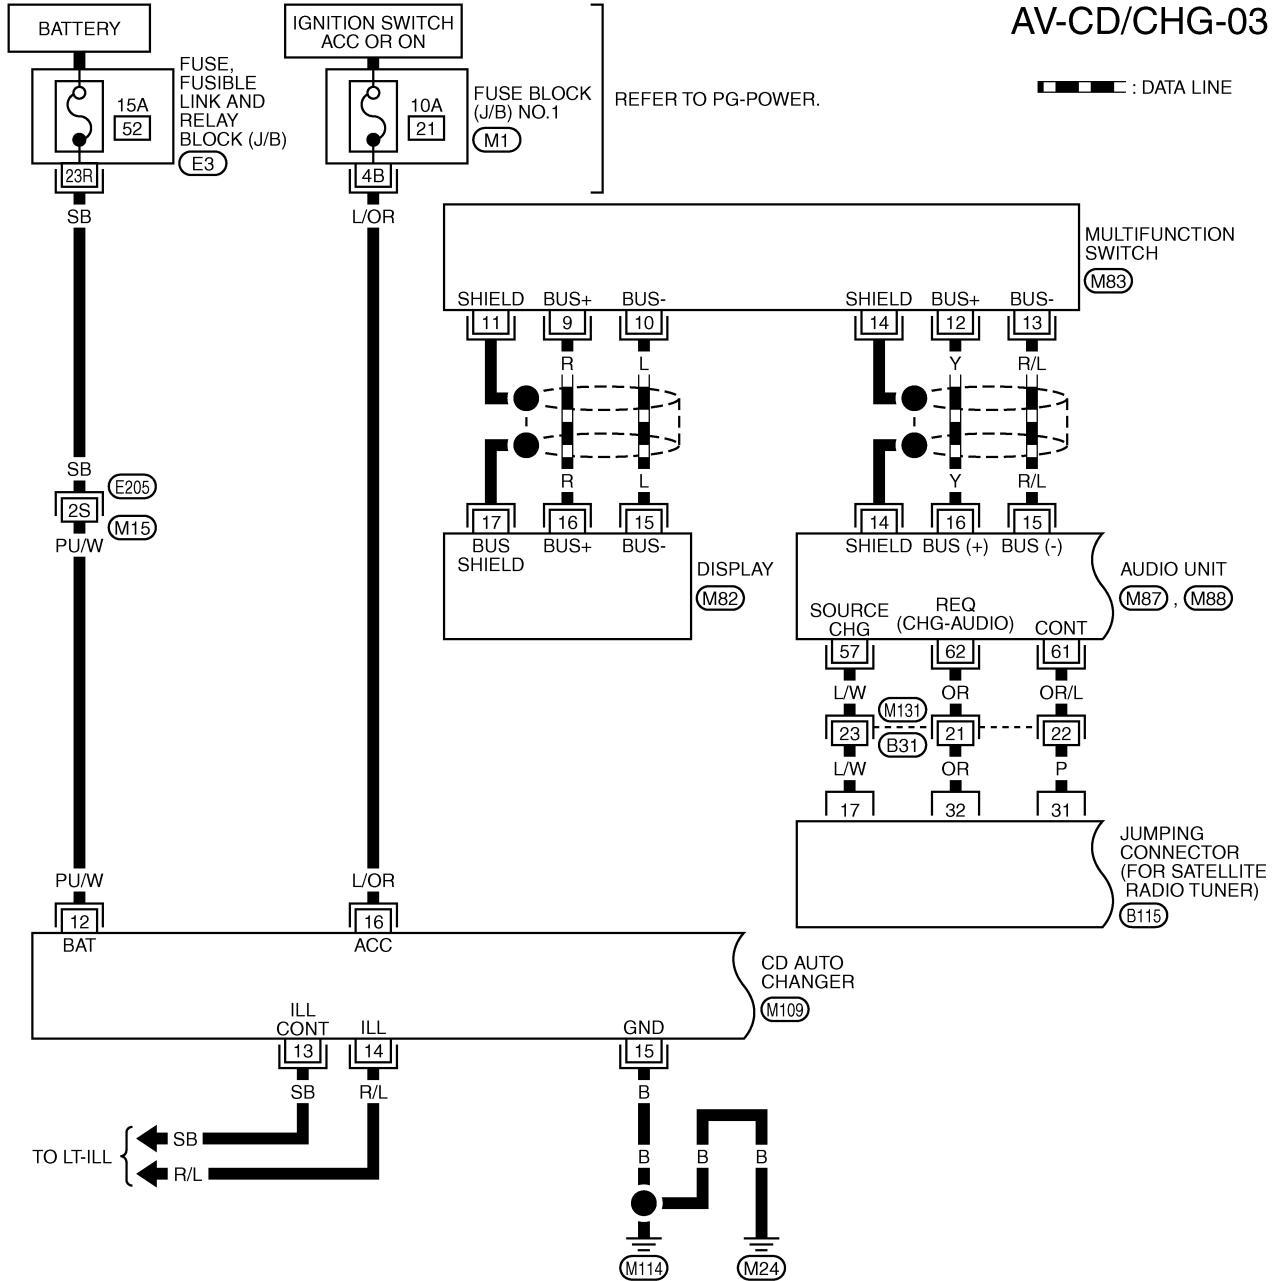 AV-CD/CHG-03
BATTERY
IGNITION SWITCH
ACC OR ON
: DATA LINE
FUSE,
FUSIBLE
LINK AND
RELAY
BLOCK (J/B)
E3
15A
52
10A
21
FUSE BLOCK
(J/B) NO.1
M1
REFER TO PG-POWER.
23R
4B
SB
L/OR
MULTIFUNCTION
SWITCH
M83
SHIELD BUS+ BUS- SHIELD BUS+ BUS-
11 9 10 14 12 13
R L Y R/L
SB
E205
2S
M15
PU/W
R L Y R/L
17 16 15 14 16 15
BUS
SHIELD
BUS+ BUS- SHIELD BUS (+) BUS (-)
DISPLAY
M82
AUDIO UNIT
M87 , M88
SOURCE
CHG
REQ
(CHG-AUDIO)
CONT
57 62 61
L/W OR OR/L
M131
23 21 22
B31
L/W OR P
17 32 31
JUMPING
CONNECTOR
(FOR SATELLITE
RADIO TUNER)
B115
PU/W L/OR
12 16
BAT ACC
CD AUTO
CHANGER
M109
ILL
CONT
ILL
GND
13 14 15
SB R/L B
TO LT-ILL
SB
R/L
B B B
M114 M24